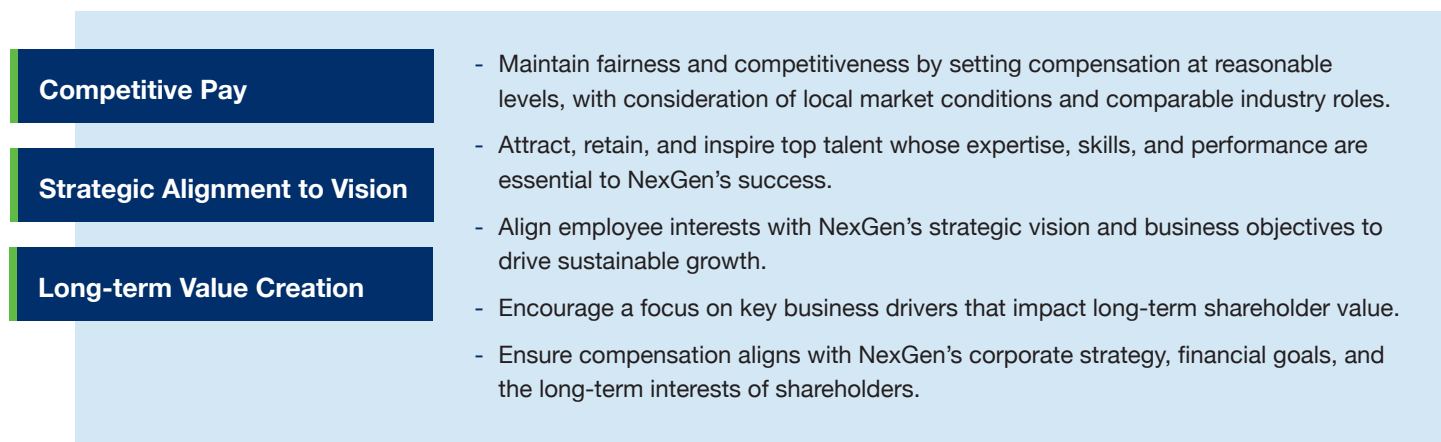 Competitive Pay
Strategic Alignment to Vision
Long-term Value Creation
- Maintain fairness and competitiveness by setting compensation at reasonable
levels, with consideration of local market conditions and comparable industry roles.
- Attract, retain, and inspire top talent whose expertise, skills, and performance are
essential to NexGen’s success.
- Align employee interests with NexGen’s strategic vision and business objectives to
drive sustainable growth.
- Encourage a focus on key business drivers that impact long-term shareholder value.
- Ensure compensation aligns with NexGen’s corporate strategy, financial goals, and
the long-term interests of shareholders.